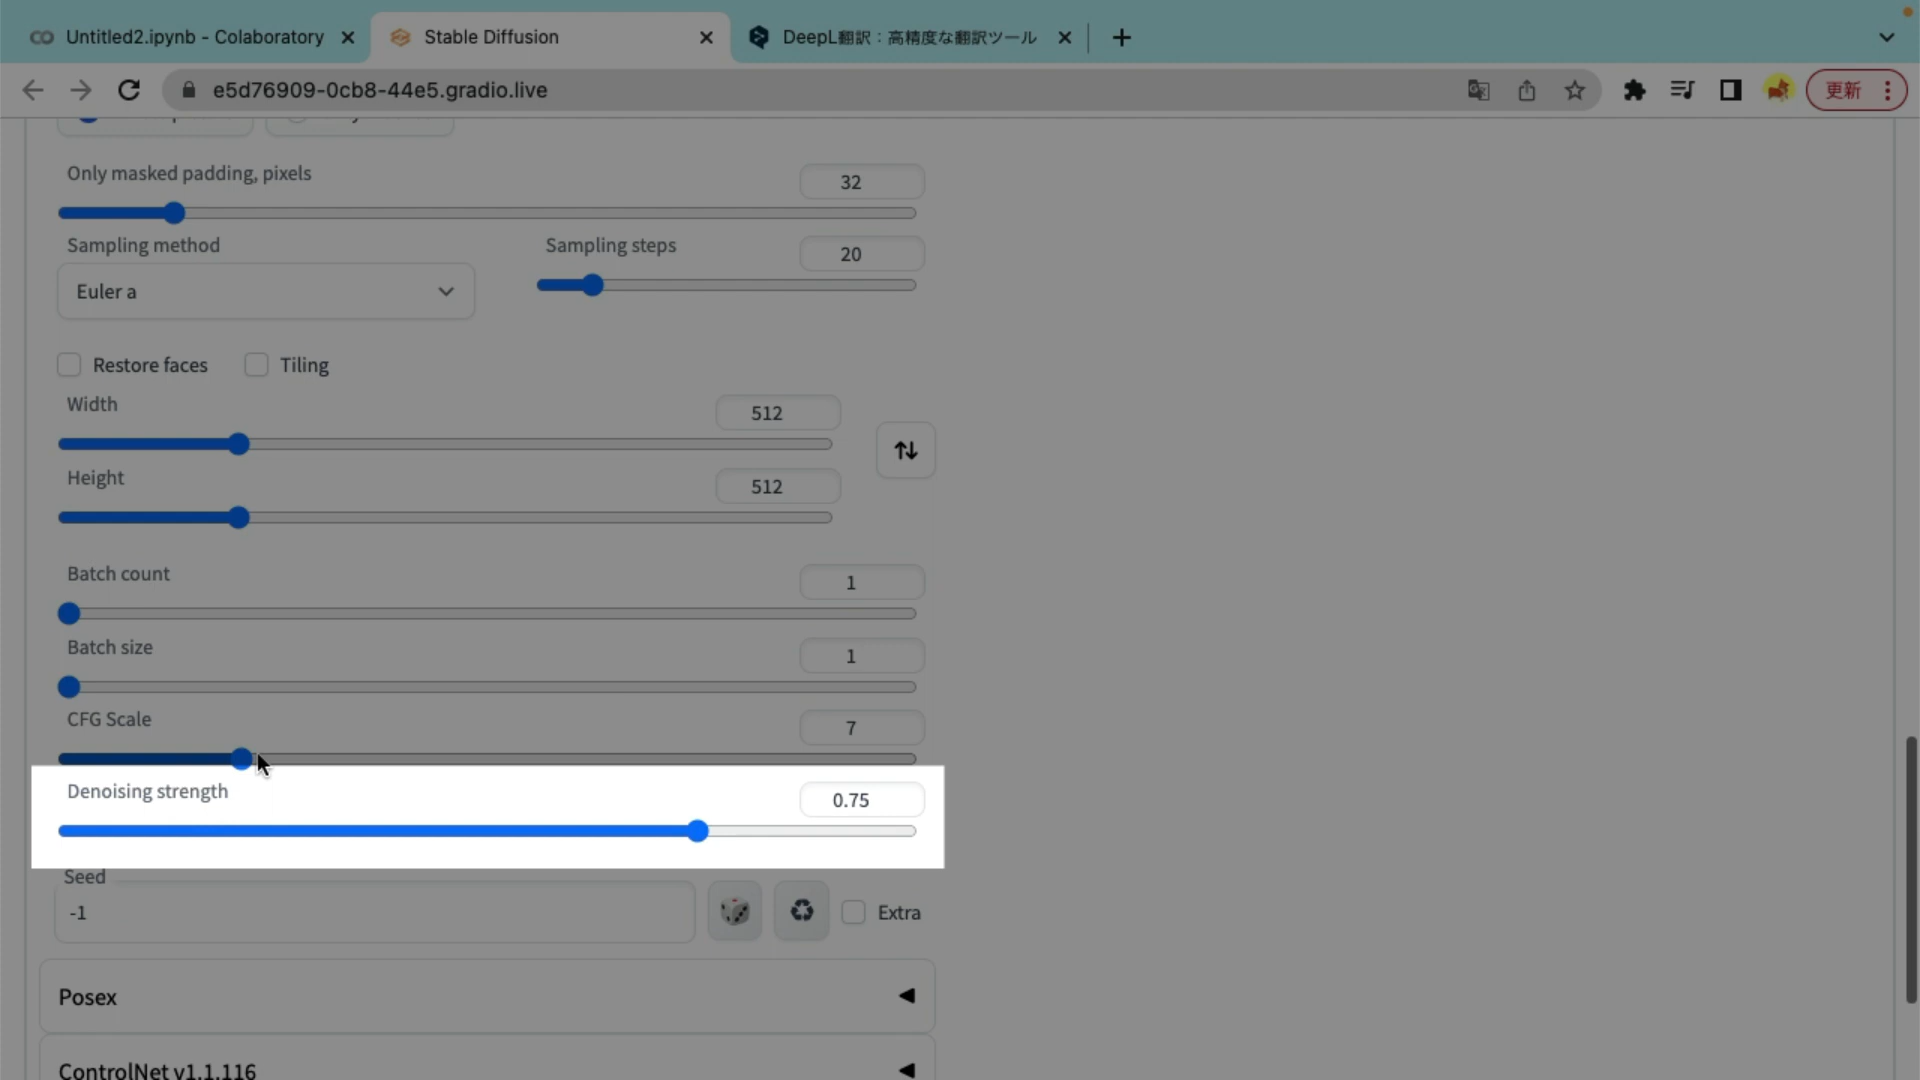 Untitled2.ipynb - Colaboratory
Stable Diffusion
DeepL翻訳：高精度な翻訳ツール
e5d76909-0cb8-44e5.gradio.live
更新
Only masked padding, pixels
32
Sampling method
Sampling steps
20
Euler a
Restore faces
Tiling
Width
512
Height
512
Batch count
1
Batch size
1
CFG Scale
7
Denoising strength
0.75
Seed
-1
Extra
Posex
ControlNet v1.1.116